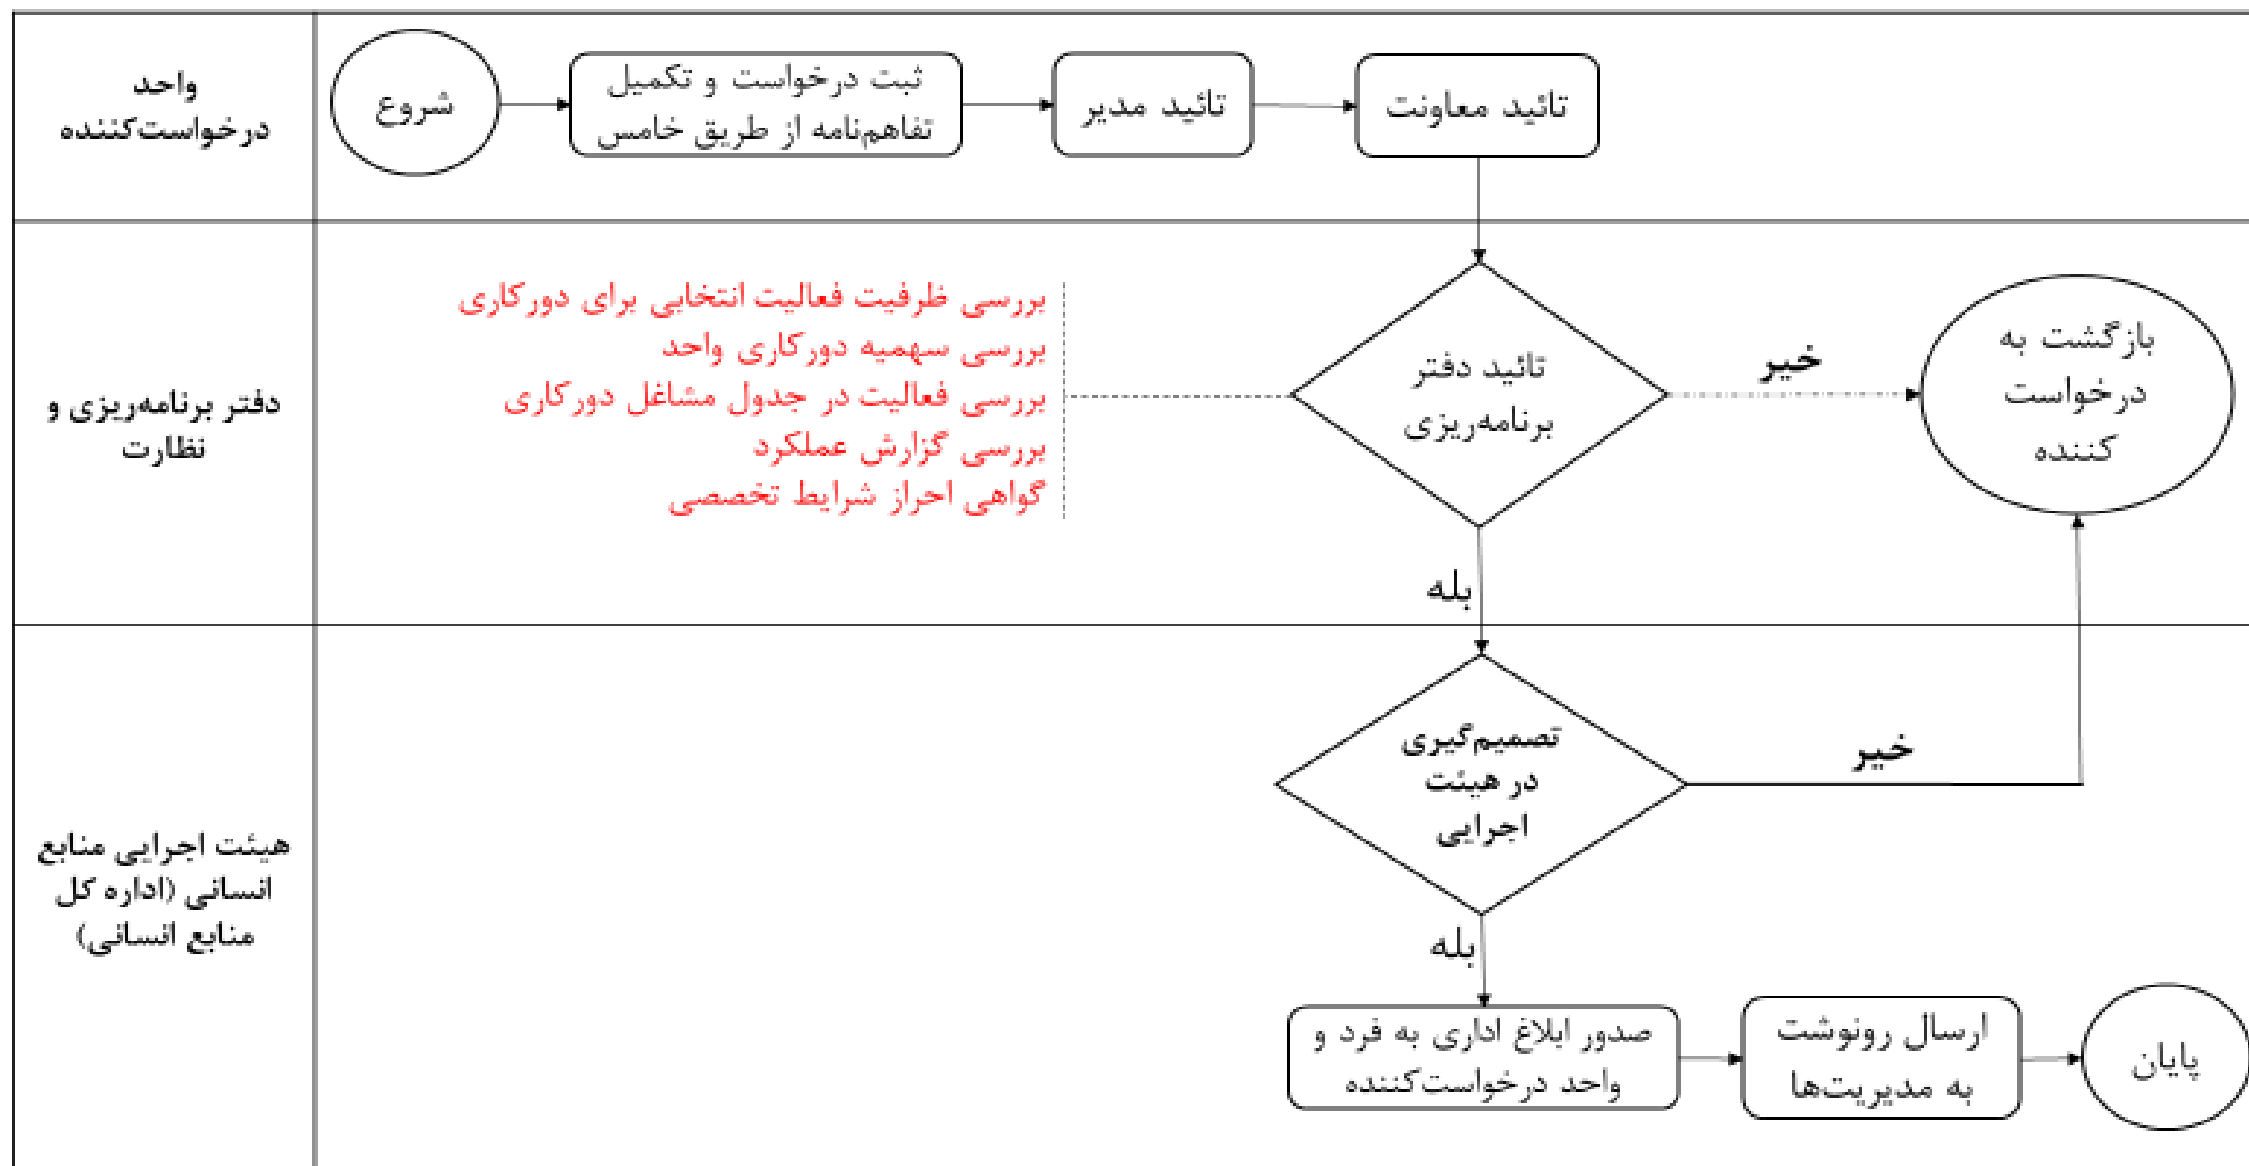 واحد
درخواست‌کننده
شروع
ثبت درخواست و تکمیل
تفاهم‌نامه از طریق خامس
تائید مدیر
تائید معاونت
دفتر برنامه‌ریزی و
نظارت
بررسی ظرفیت فعالیت انتخابی برای دورکاری
بررسی سهمیه دورکاری واحد
بررسی فعالیت در جدول مشاغل دورکاری
بررسی گزارش عملکرد
گواهی احراز شرایط تخصصی
تائید دفتر
برنامه‌ریزی
خیر
بازگشت به
درخواست
کننده
بله
هیئت اجرایی منابع
انسانی (اداره کل
منابع انسانی)
تصمیم‌گیری
در هیئت
اجرایی
خیر
بله
صدور ابلاغ اداری به فرد و
واحد درخواست‌کننده
ارسال رونوشت
به مدیریت‌ها
پایان